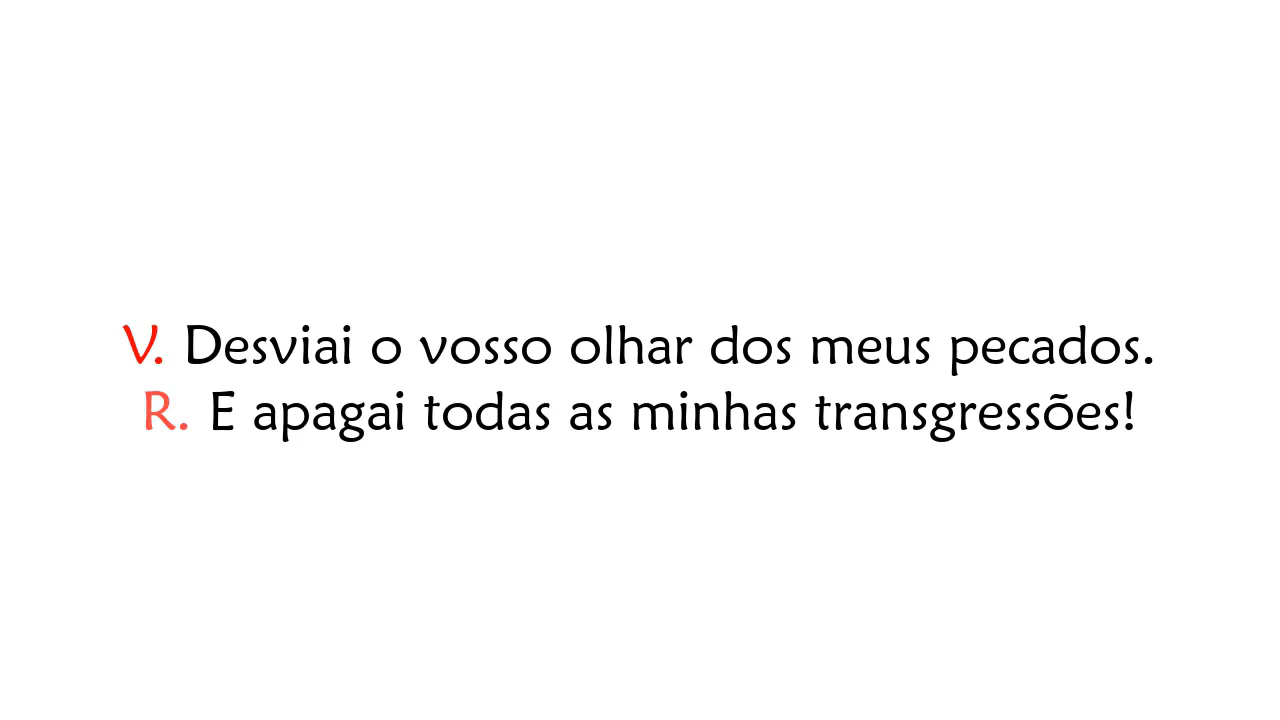 V. Desviai o vosso olhar dos meus pecados.
R. E apagai todas as minhas transgressões!